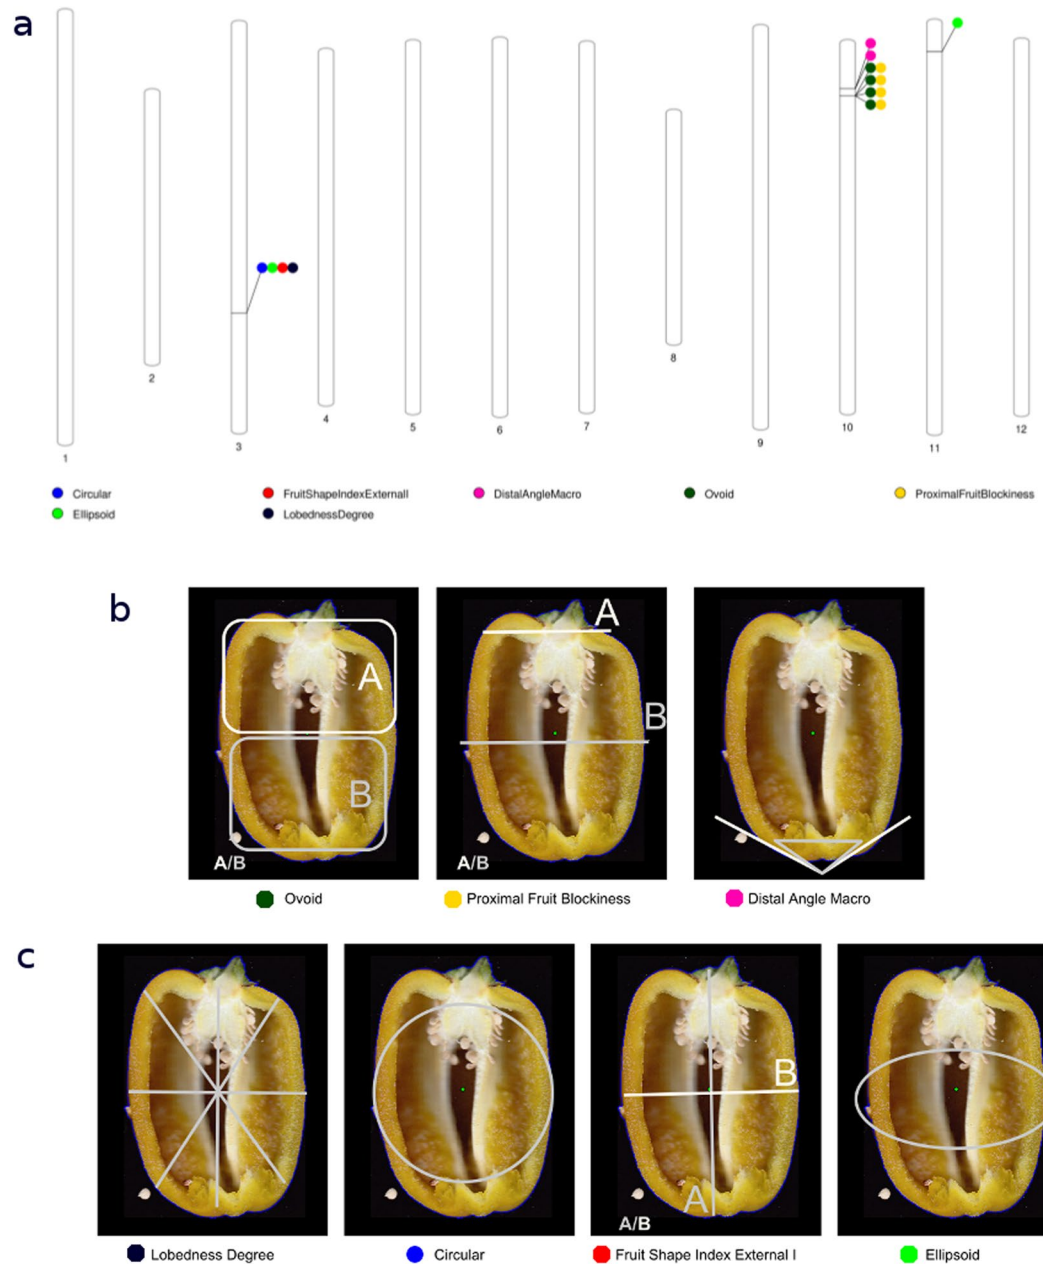 a
1
2
3
4
5
6
7
8
9
10
11
12
Circular
FruitShapeIndexExternalI
DistalAngleMacro
Ovoid
ProximalFruitBlockiness
Ellipsoid
LobednessDegree
b
A
B
A/B
A
B
A/B
Ovoid
Proximal Fruit Blockiness
Distal Angle Macro
c
B
A
A/B
Lobedness Degree
Circular
Fruit Shape Index External I
Ellipsoid